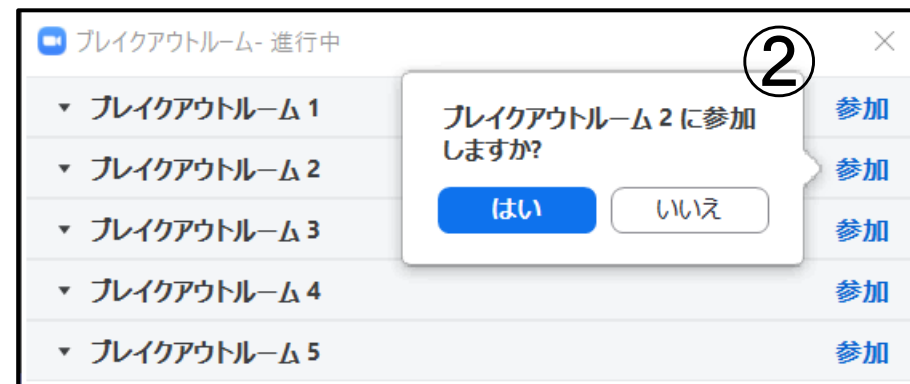 ブレイクアウトルーム- 進行中
②
ブレイクアウトルーム 1 参加
ブレイクアウトルーム 2 に参加
しますか?
はい いいえ
ブレイクアウトルーム 2 参加
ブレイクアウトルーム 3 参加
ブレイクアウトルーム 4 参加
ブレイクアウトルーム 5 参加